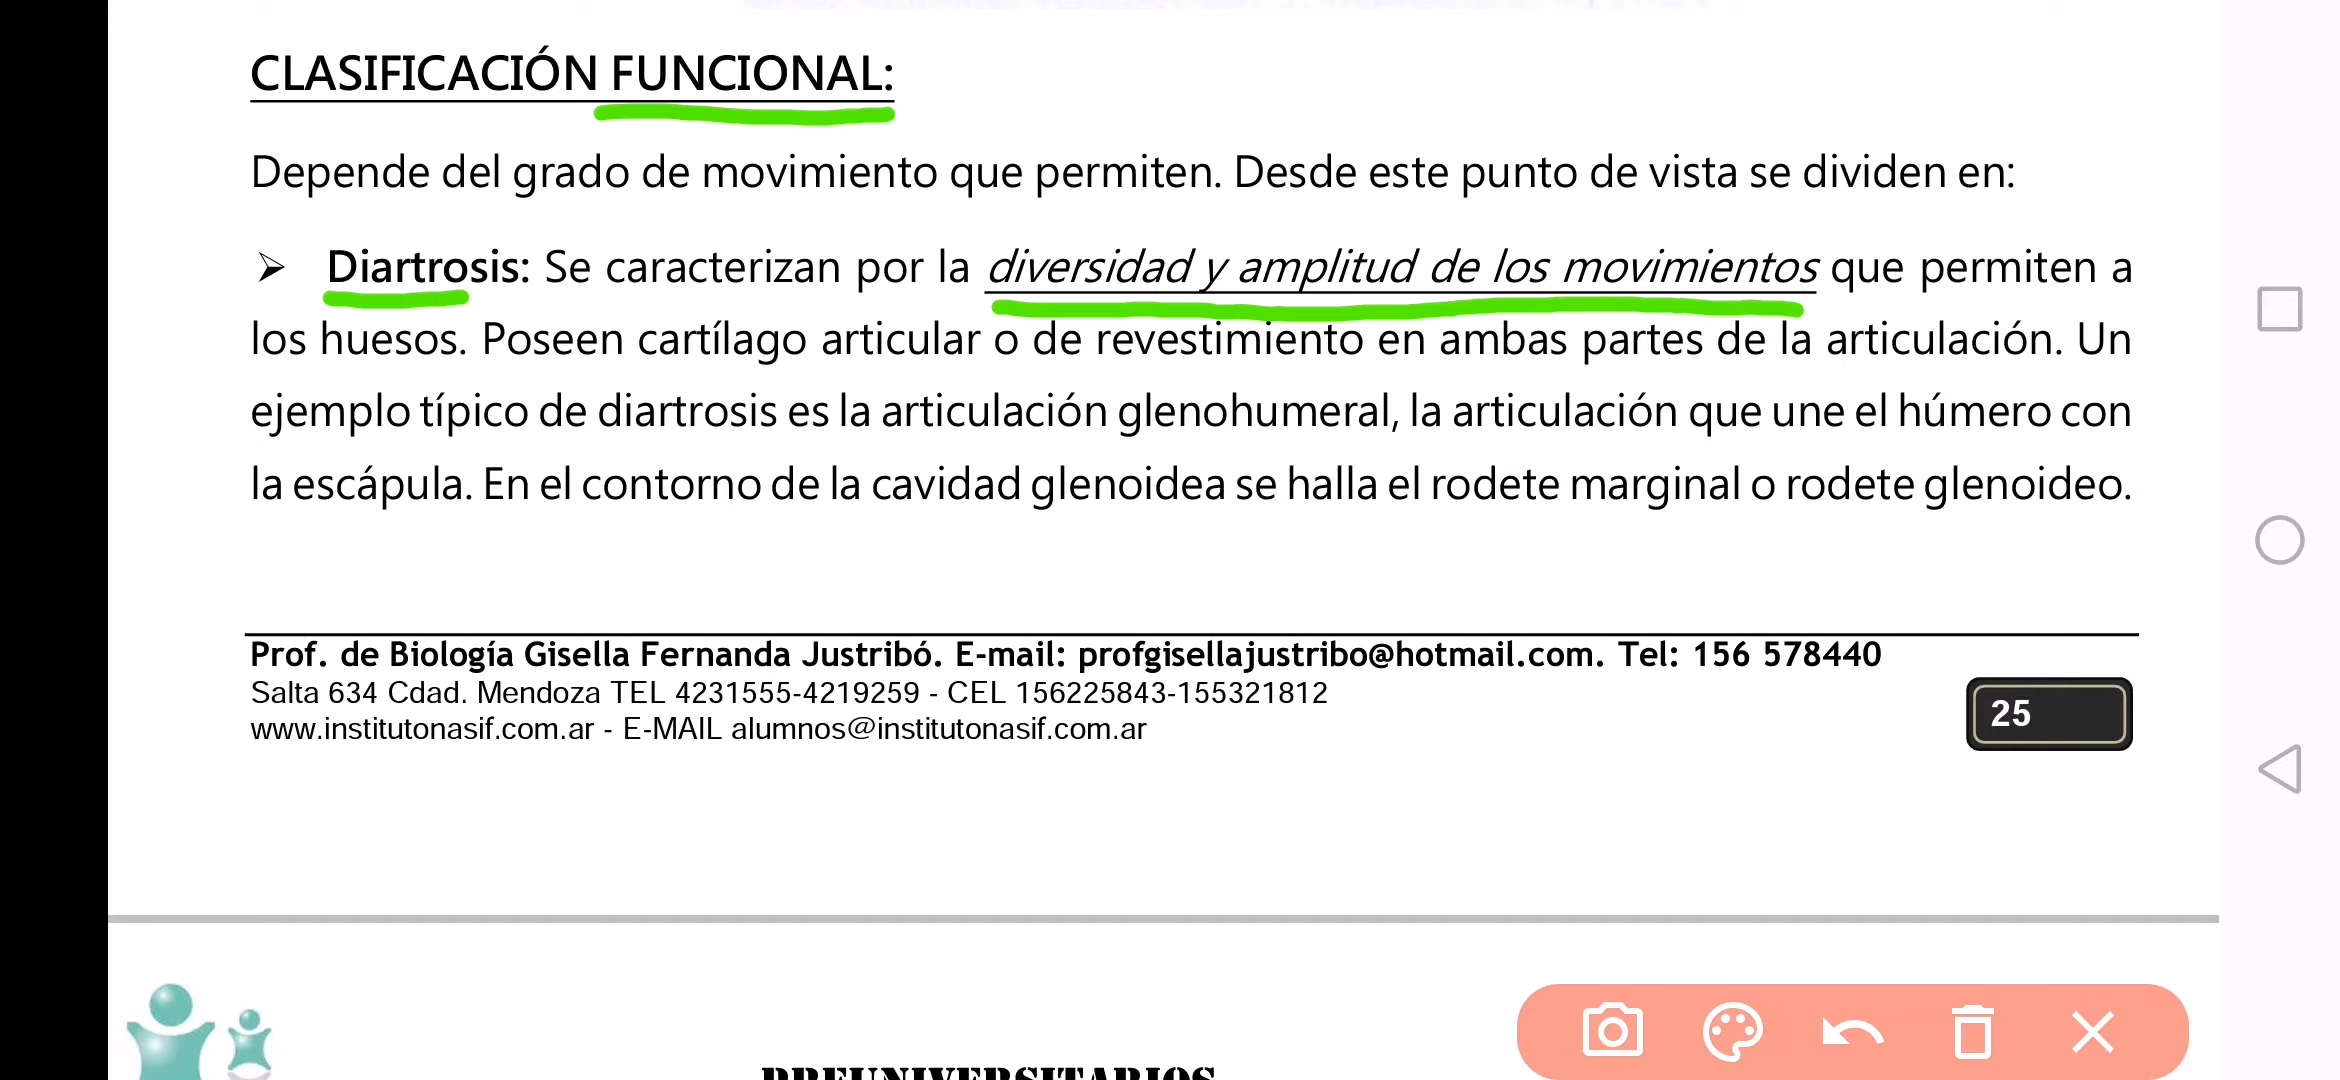 CLASIFICACIÓN FUNCIONAL:
Depende del grado de movimiento que permiten. Desde este punto de vista se dividen en:
➢ Diartrosis: Se caracterizan por la diversidad y amplitud de los movimientos que permiten a
los huesos. Poseen cartílago articular o de revestimiento en ambas partes de la articulación. Un
ejemplo típico de diartrosis es la articulación glenohumeral, la articulación que une el húmero con
la escápula. En el contorno de la cavidad glenoidea se halla el rodete marginal o rodete glenoideo.
Prof. de Biología Gisella Fernanda Justribó. E-mail: profgisellajustribo@hotmail.com. Tel: 156 578440
Salta 634 Cdad. Mendoza TEL 4231555-4219259 - CEL 156225843-155321812
www.institutonasif.com.ar - E-MAIL alumnos@institutonasif.com.ar
25
PREUNIVERSITARIOS